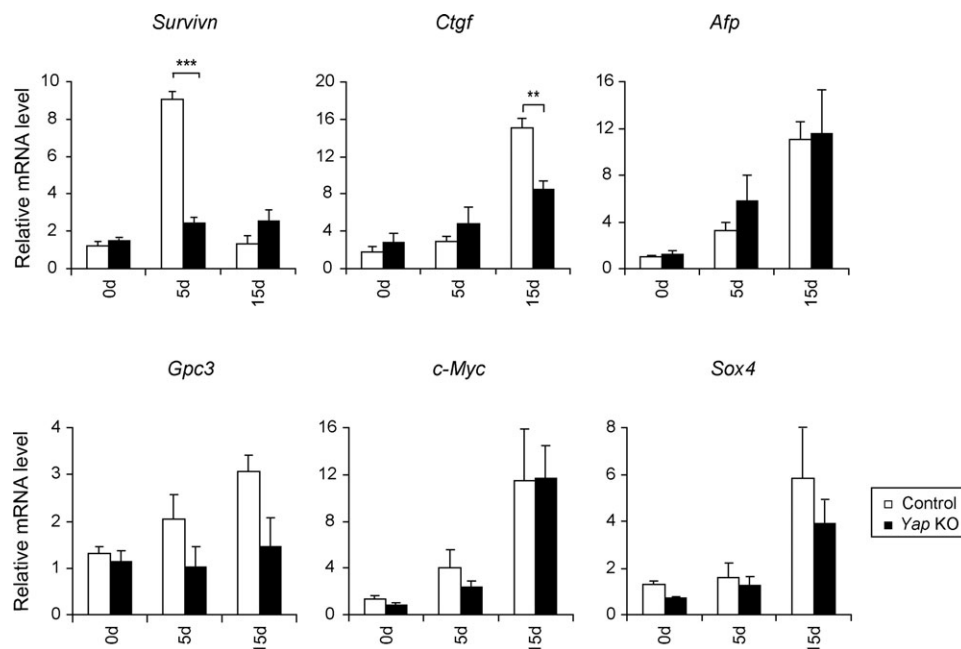 Survivn
Ctgf
Afp
Relative mRNA level
10
8
6
4
2
0
***
0d
5d
15d
20
16
12
8
4
0
**
0d
5d
15d
16
12
8
4
0
0d
5d
15d
Gpc3
c-Myc
Sox4
Relative mRNA level
4
3
2
1
0
0d
5d
15d
16
12
8
4
0
0d
5d
15d
8
6
4
2
0
0d
5d
15d
Control
Yap KO